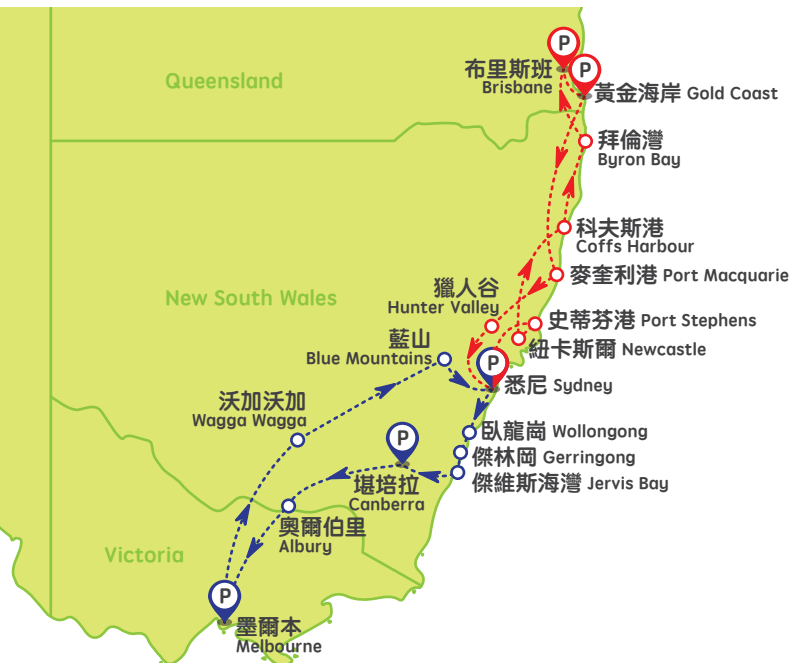 P
P
Queensland
布里斯班
Brisbane
黃金海岸 Gold Coast
拜倫灣
Byron Bay
科夫斯港
Coffs Harbour
麥奎利港 Port Macquarie
New South Wales
獵人谷
Hunter Valley
史蒂芬港 Port Stephens
藍山
Blue Mountains
紐卡斯爾 Newcastle
P
悉尼 Sydney
沃加沃加
Wagga Wagga
P
臥龍崗 Wollongong
傑林岡 Gerringong
傑維斯海灣 Jervis Bay
堪培拉
Canberra
奧爾伯里
Albury
Victoria
P
墨爾本
Melbourne